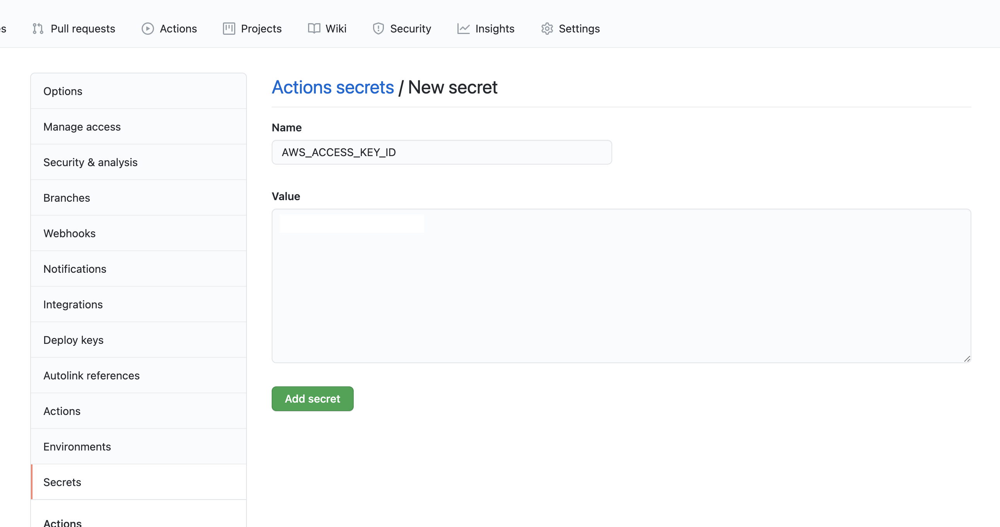 es Pull requests Actions Projects Wiki Security Insights Settings
Options
Manage access
Security & analysis
Branches
Webhooks
Notifications
Integrations
Deploy keys
Autolink references
Actions
Environments
Secrets
Actions
Actions secrets / New secret
Name
AWS_ACCESS_KEY_ID
Value
Add secret